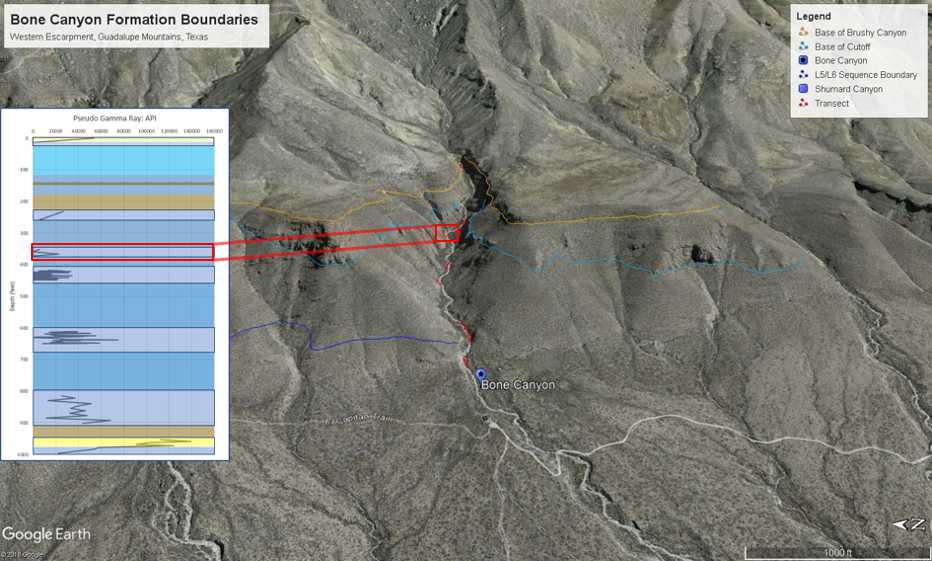 Bone Canyon Formation Boundaries
Western Escarpment, Guadalupe Mountains, Texas
Legend
Base of Brushy Canyon
Base of Cutoff
Bone Canyon
L5/L6 Sequence Boundary
Shumard Canyon
Transect
Pseudo Gamma Ray: API
0 20000 40000 60000 80000 100000 120000 140000 160000
0
100
200
300
400
500
600
700
800
900
1000
Depth (feet)
Bone Canyon
El Capitan Trail
Google Earth
©2018 Google
N
1000 ft